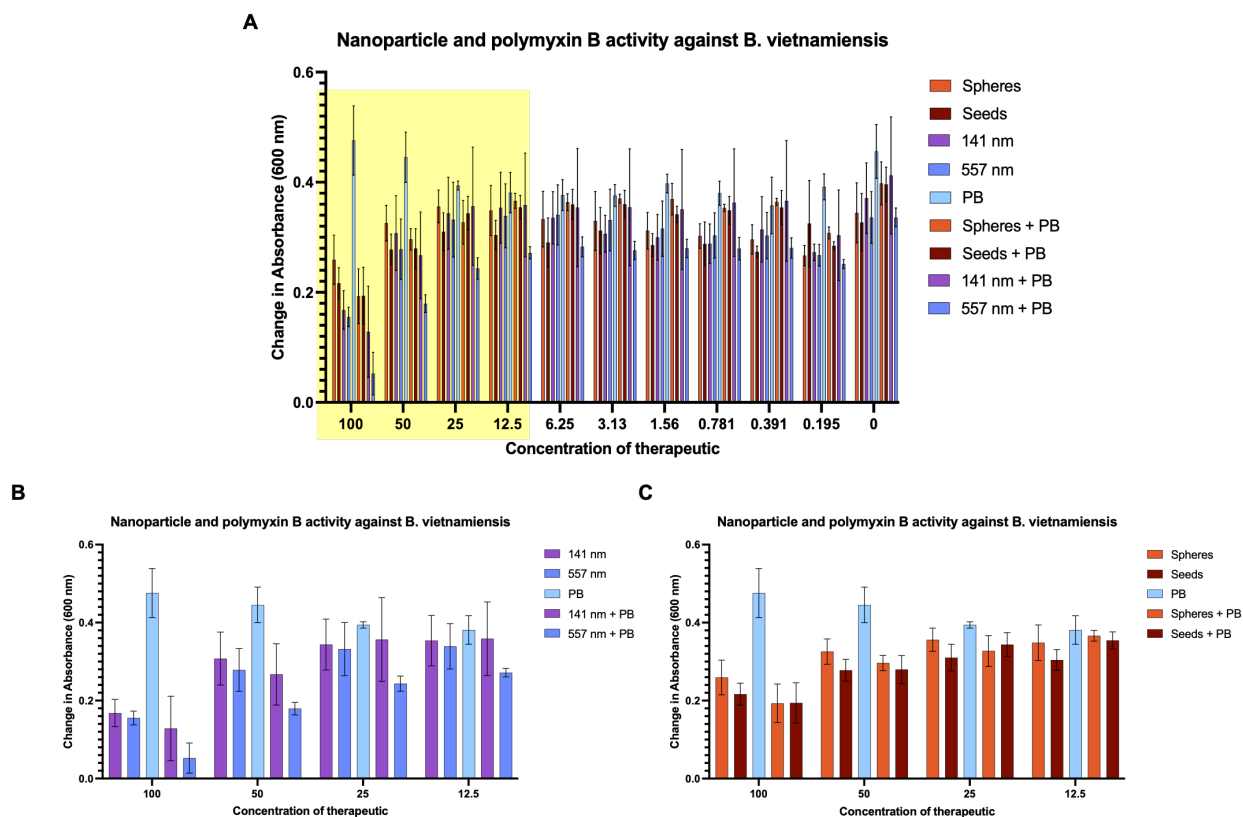 A
Nanoparticle and polymyxin B activity against B. vietnamiensis
Change in Absorbance (600 nm)
0.6
0.4
0.2
0.0
100 50 25 12.5 6.25 3.13 1.56 0.781 0.391 0.195 0
Concentration of therapeutic
Spheres
Seeds
141 nm
557 nm
PB
Spheres + PB
Seeds + PB
141 nm + PB
557 nm + PB
B
Nanoparticle and polymyxin B activity against B. vietnamiensis
Change in Absorbance (600 nm)
0.6
0.4
0.2
0.0
100 50 25 12.5
Concentration of therapeutic
141 nm
557 nm
PB
141 nm + PB
557 nm + PB
C
Nanoparticle and polymyxin B activity against B. vietnamiensis
Change in Absorbance (600 nm)
0.6
0.4
0.2
0.0
100 50 25 12.5
Concentration of therapeutic
Spheres
Seeds
PB
Spheres + PB
Seeds + PB